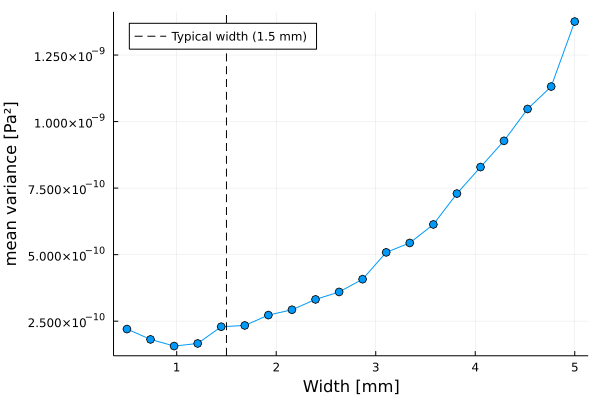 Typical width (1.5 mm)
mean variance [Pa²]
1.250×10⁻⁹
1.000×10⁻⁹
7.500×10⁻¹⁰
5.000×10⁻¹⁰
2.500×10⁻¹⁰
1 2 3 4 5
Width [mm]